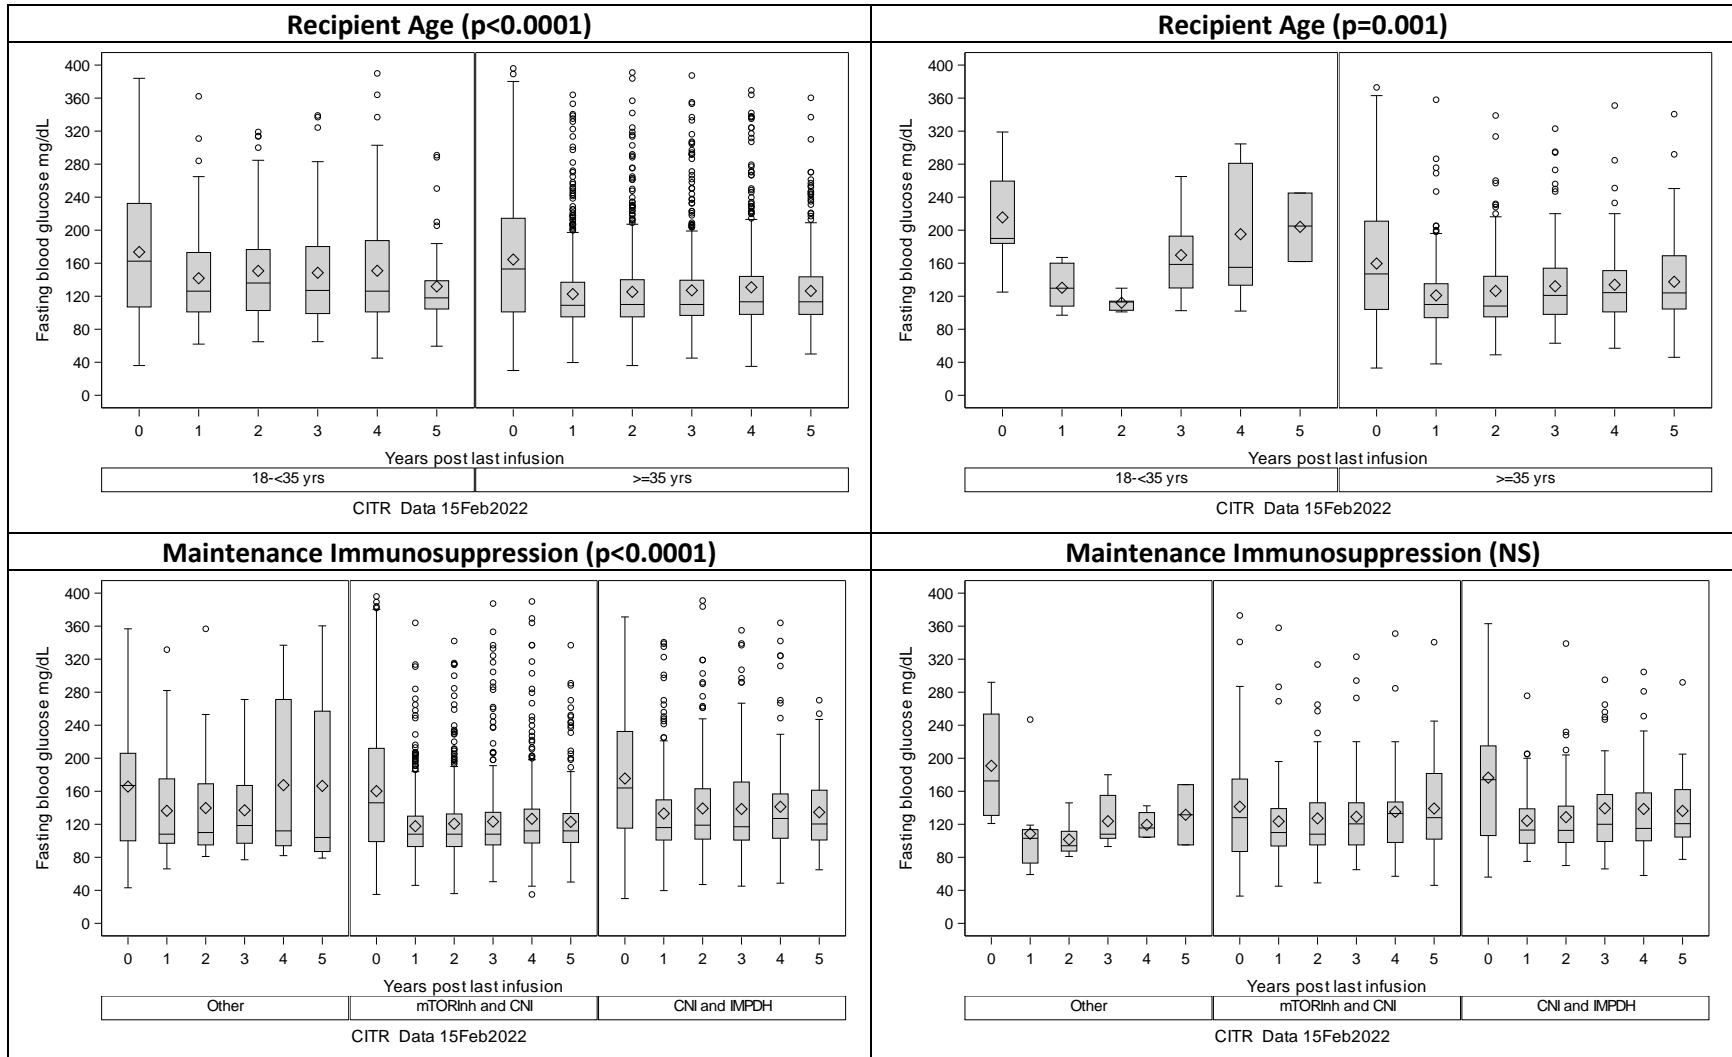 Recipient Age (p<0.0001)
Fasting blood glucose mg/dL
400
360
320
280
240
200
160
120
80
40
0
0 1 2 3 4 5 0 1 2 3 4 5
Years post last infusion
18-<35 yrs >=35 yrs
CITR Data 15Feb2022
Recipient Age (p=0.001)
Fasting blood glucose mg/dL
400
360
320
280
240
200
160
120
80
40
0
0 1 2 3 4 5 0 1 2 3 4 5
Years post last infusion
18-<35 yrs >=35 yrs
CITR Data 15Feb2022
Maintenance Immunosuppression (p<0.0001)
Fasting blood glucose mg/dL
400
360
320
280
240
200
160
120
80
40
0
0 1 2 3 4 5 0 1 2 3 4 5 0 1 2 3 4 5
Years post last infusion
Other mTORInh and CNI CNI and IMPDH
CITR Data 15Feb2022
Maintenance Immunosuppression (NS)
Fasting blood glucose mg/dL
400
360
320
280
240
200
160
120
80
40
0
0 1 2 3 4 5 0 1 2 3 4 5 0 1 2 3 4 5
Years post last infusion
Other mTORInh and CNI CNI and IMPDH
CITR Data 15Feb2022